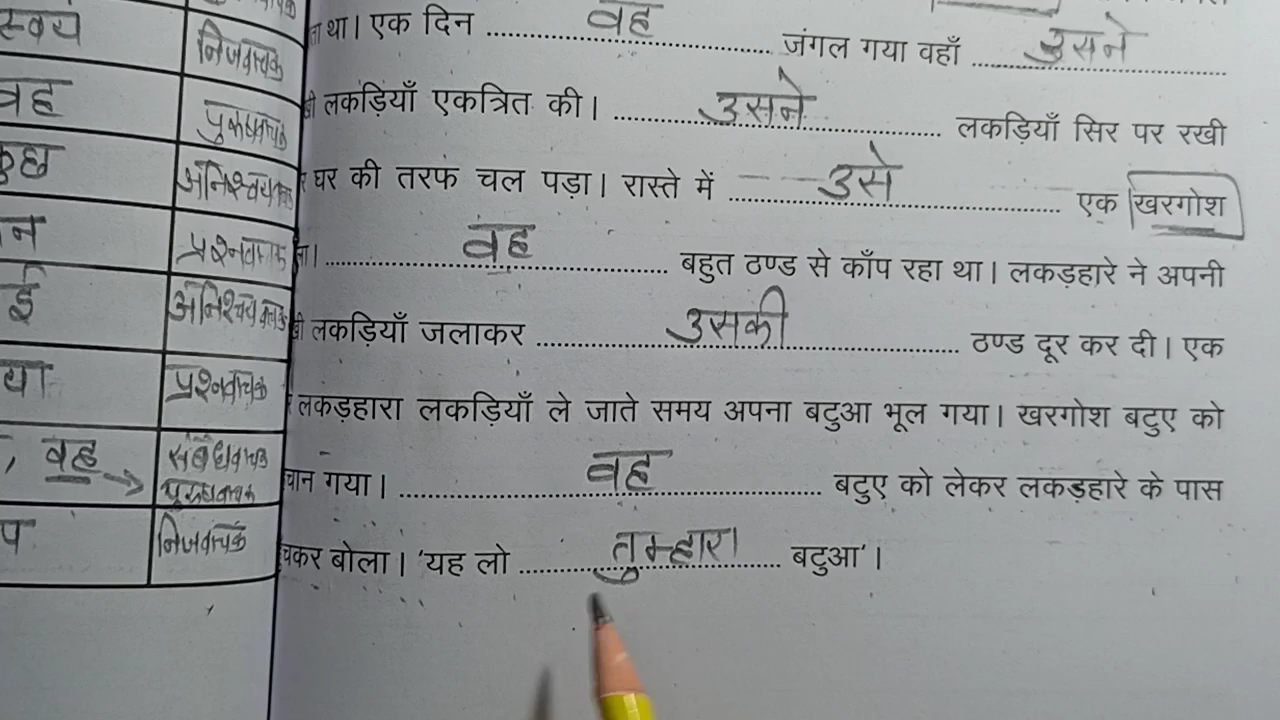 स्वयं निजवाचक
वह पुरुषवाचक
कुछ अनिश्चयवाचक
न प्रश्नवाचक
ई अनिश्चयवाचक
या प्रश्नवाचक
, वह → संबंधवाचक
पुरुषवाचक
प निजवाचक
ता था। एक दिन वह जंगल गया वहाँ उसने
लकड़ियाँ एकत्रित की। उसने लकड़ियाँ सिर पर रखी
घर की तरफ चल पड़ा। रास्ते में उसे एक खरगोश
ला। वह बहुत ठण्ड से काँप रहा था। लकड़हारे ने अपनी
लकड़ियाँ जलाकर उसकी ठण्ड दूर कर दी। एक
लकड़हारा लकड़ियाँ ले जाते समय अपना बटुआ भूल गया। खरगोश बटुए को
चान गया। वह बटुए को लेकर लकड़हारे के पास
चकर बोला। 'यह लो तुम्हारा बटुआ'।